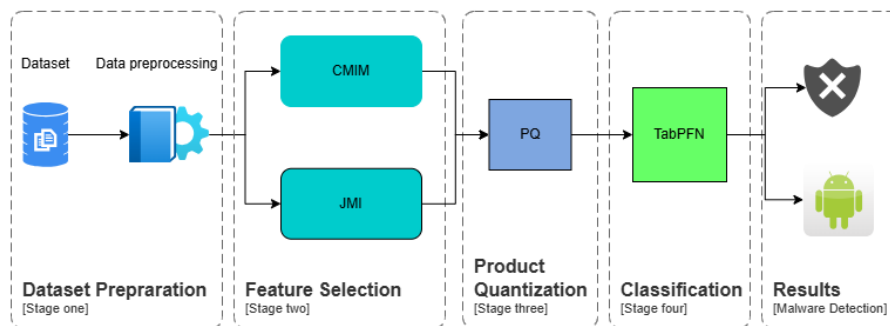 Dataset
Data preprocessing
CMIM
JMI
PQ
TabPFN
Dataset Prepraration
[Stage one]
Feature Selection
[Stage two]
Product
Quantization
[Stage three]
Classification
[Stage four]
Results
[Malware Detection]